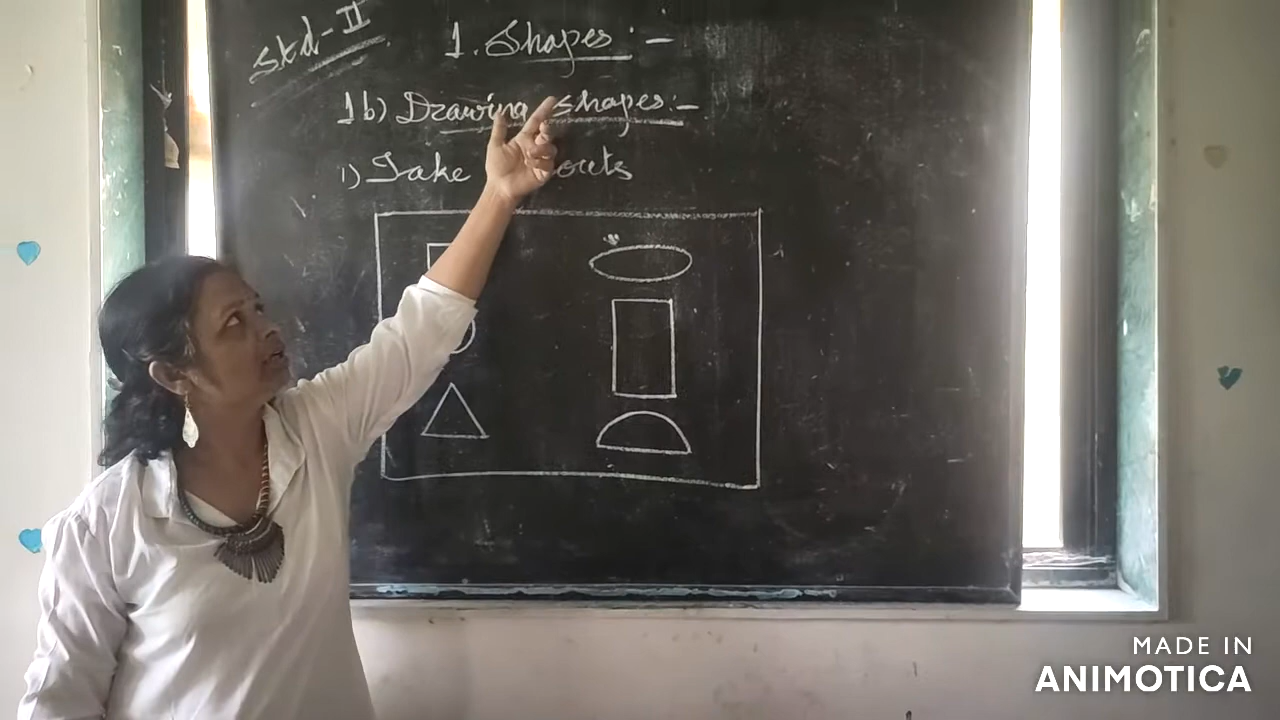 Std-II
1. Shapes :-
1b) Drawing shapes:-
1) Take
MADE IN
ANIMOTICA